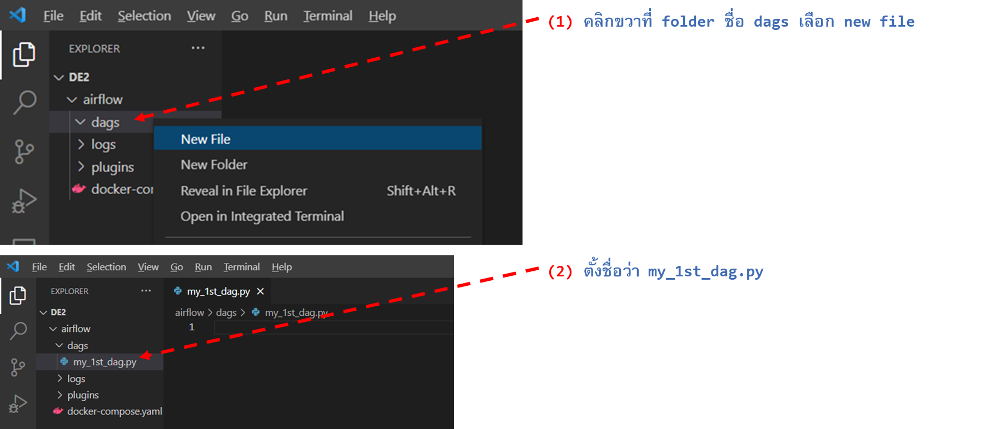 File Edit Selection View Go Run Terminal Help
(1) คลิกขวาที่ folder ชื่อ dags เลือก new file
EXPLORER ...
DE2
airflow
dags
New File
logs
New Folder
plugins
Reveal in File Explorer Shift+Alt+R
docker-cor
Open in Integrated Terminal
File Edit Selection View Go Run Terminal Help
(2) ตั้งชื่อว่า my_1st_dag.py
EXPLORER ...
my_1st_dag.py
DE2
airflow > dags > my_1st_dag.py
1
airflow
dags
my_1st_dag.py
logs
plugins
docker-compose.yaml